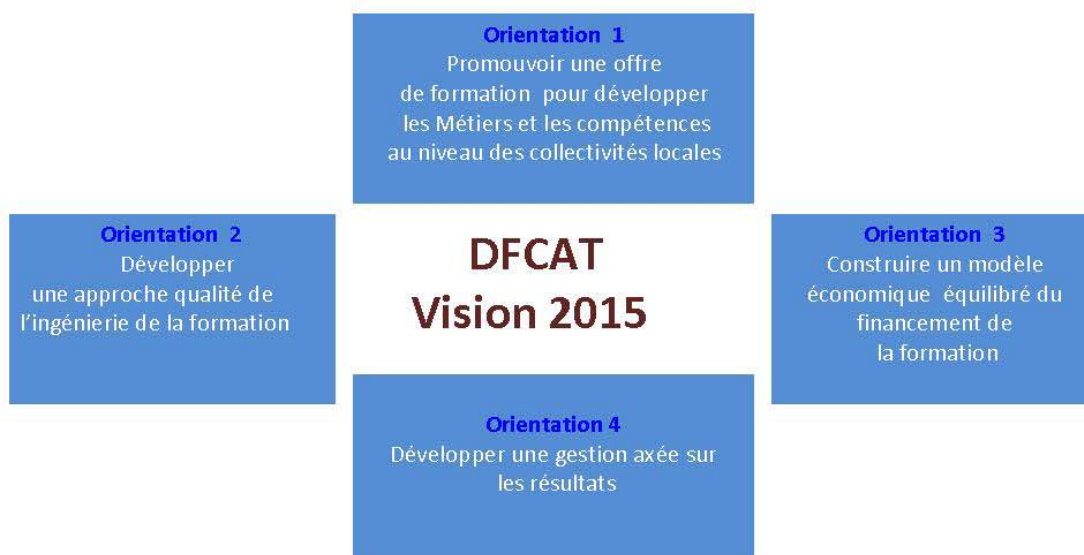 Orientation 1
Promouvoir une offre
de formation pour développer
les Métiers et les compétences
au niveau des collectivités locales
Orientation 2
Développer
une approche qualité de
l'ingénierie de la formation
DFCAT
Vision 2015
Orientation 3
Construire un modèle
économique équilibré du
financement de
la formation
Orientation 4
Développer une gestion axée sur
les résultats